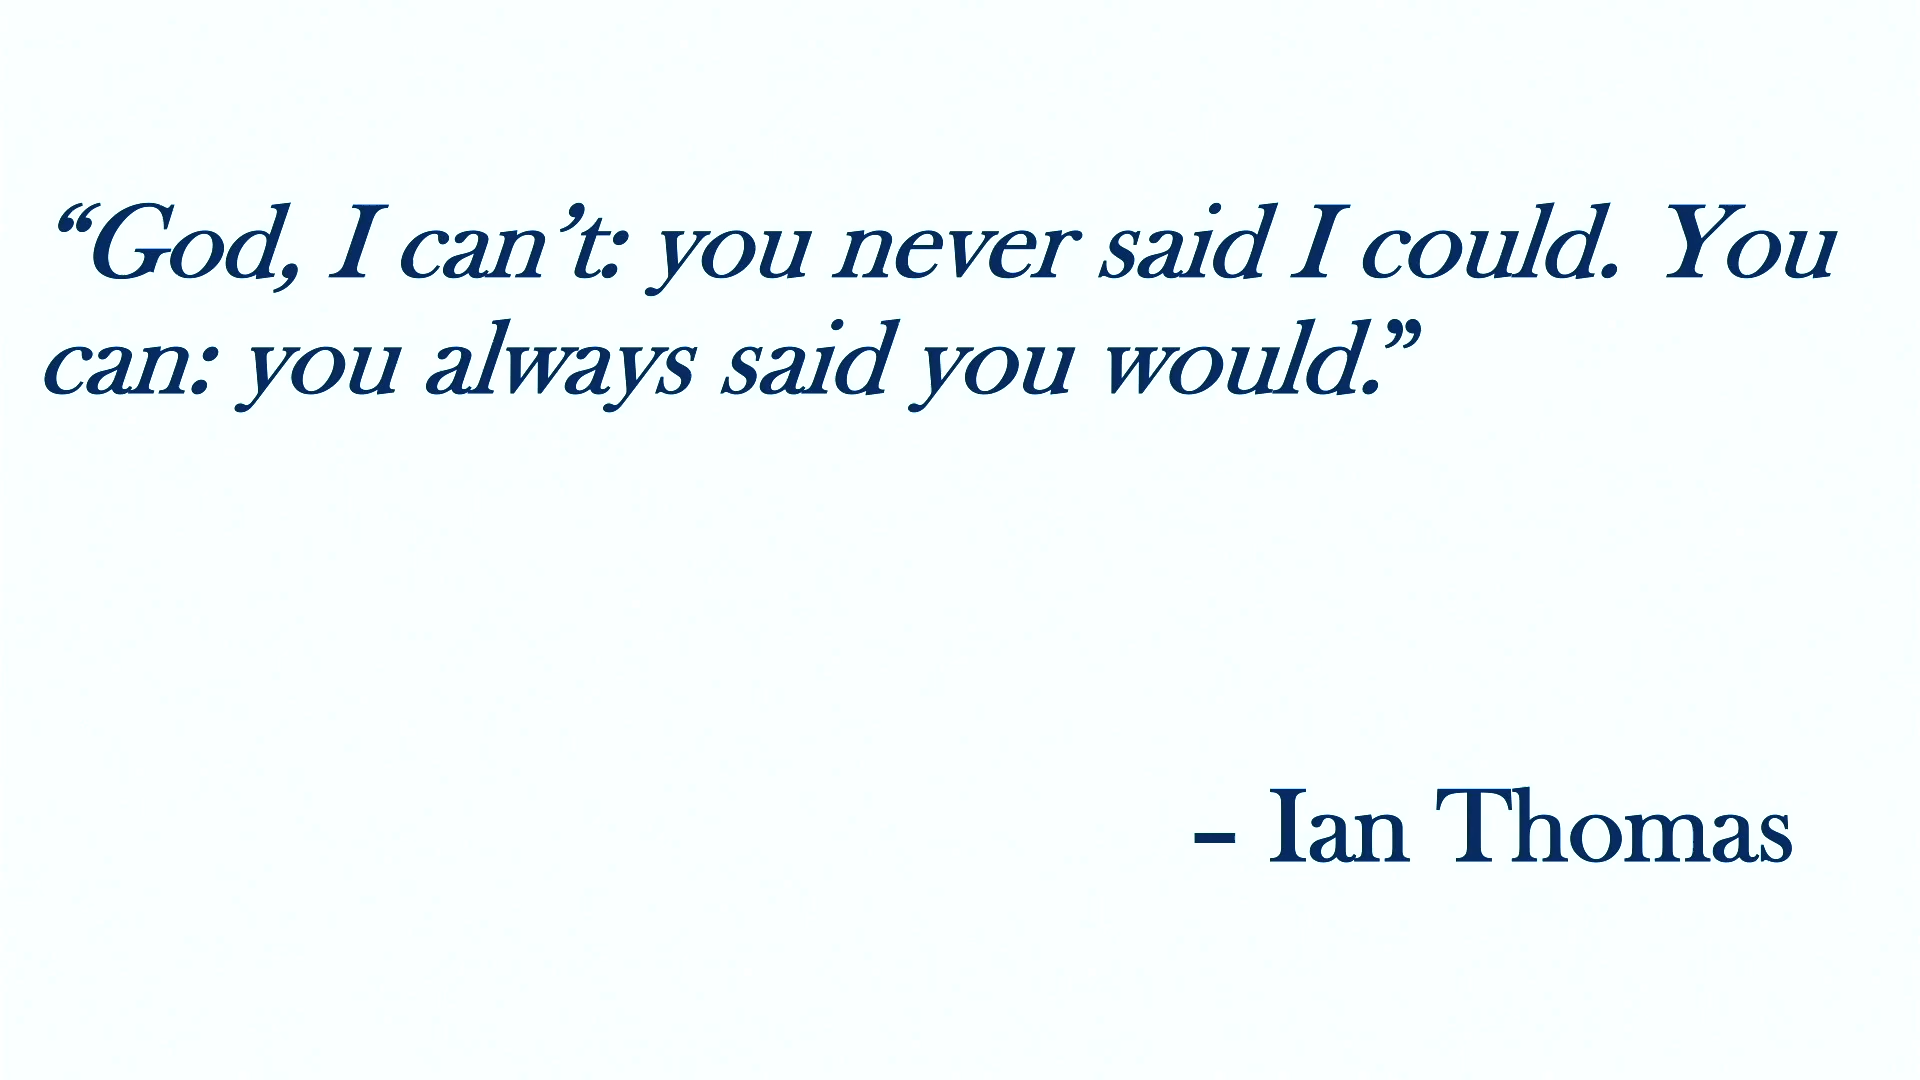 “God, I can’t: you never said I could. You
can: you always said you would.”
– Ian Thomas